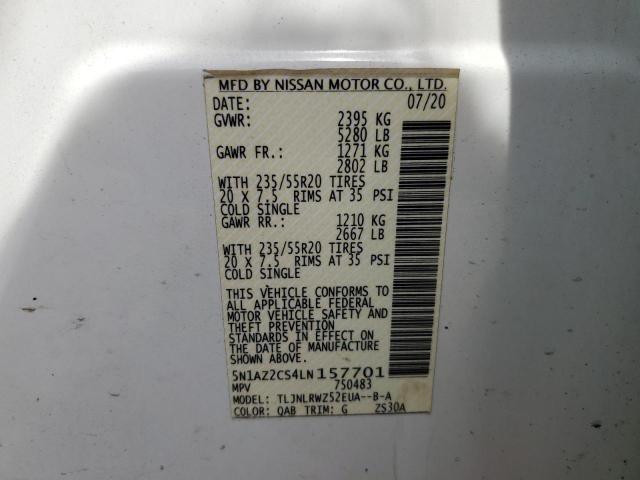 MFD BY NISSAN MOTOR CO., LTD.
DATE: 07/20
GVWR: 2395 KG
5280 LB
GAWR FR.: 1271 KG
2802 LB
WITH 235/55R20 TIRES
20 X 7.5 RIMS AT 35 PSI
COLD SINGLE
GAWR RR.: 1210 KG
2667 LB
WITH 235/55R20 TIRES
20 X 7.5 RIMS AT 35 PSI
COLD SINGLE
THIS VEHICLE CONFORMS TO
ALL APPLICABLE FEDERAL
MOTOR VEHICLE SAFETY AND
THEFT PREVENTION
STANDARDS IN EFFECT ON
THE DATE OF MANUFACTURE
SHOWN ABOVE.
5N1AZ2CS4LN157701
MPV 750483
MODEL: TLJNLRWZ52EUA--B-A
COLOR: QAB TRIM: G ZS30A